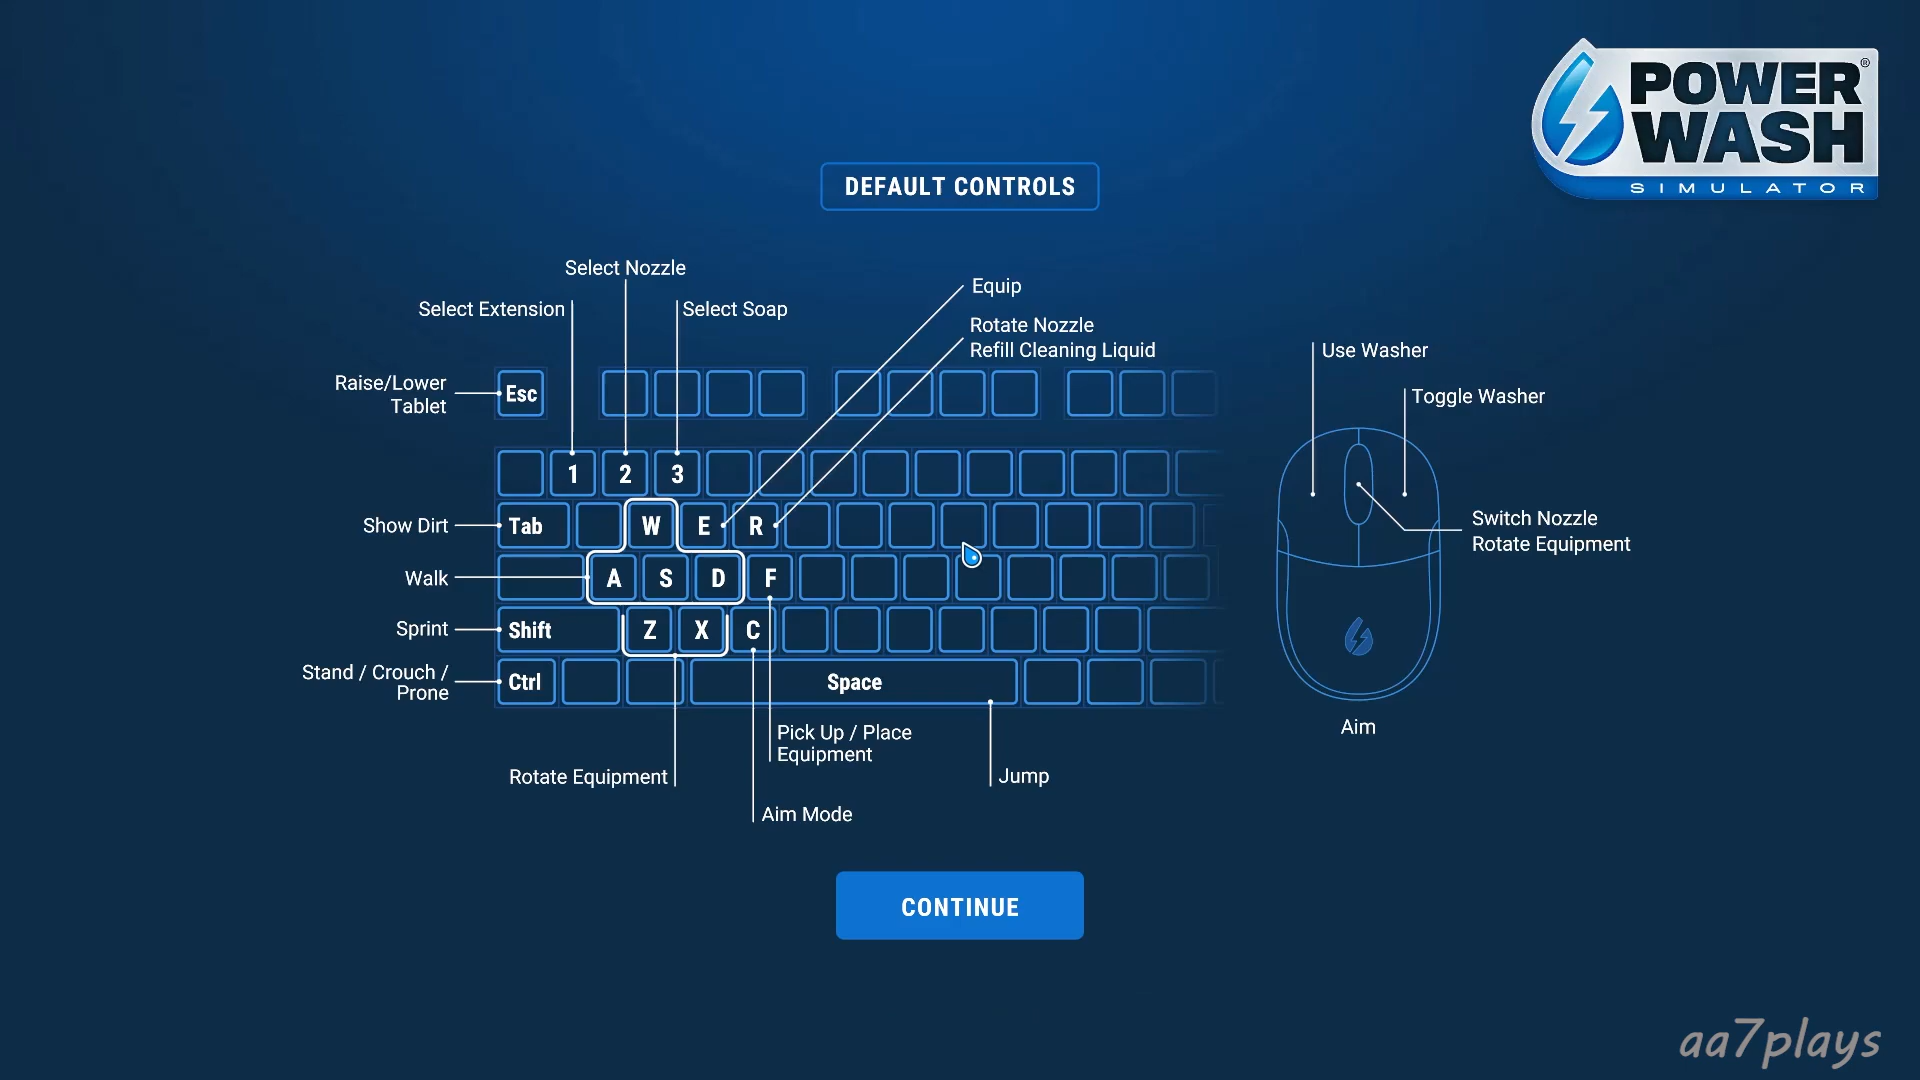 POWER®
WASH
SIMULATOR
DEFAULT CONTROLS
Select Nozzle
Select Extension
Select Soap
Equip
Rotate Nozzle
Refill Cleaning Liquid
Use Washer
Toggle Washer
Raise/Lower
Tablet
Esc
1 2 3
Show Dirt
Tab W E R
Switch Nozzle
Rotate Equipment
Walk
A S D F
Sprint
Shift Z X C
Stand / Crouch /
Prone
Ctrl Space
Aim
Pick Up / Place
Equipment
Rotate Equipment
Jump
Aim Mode
CONTINUE
aa7plays